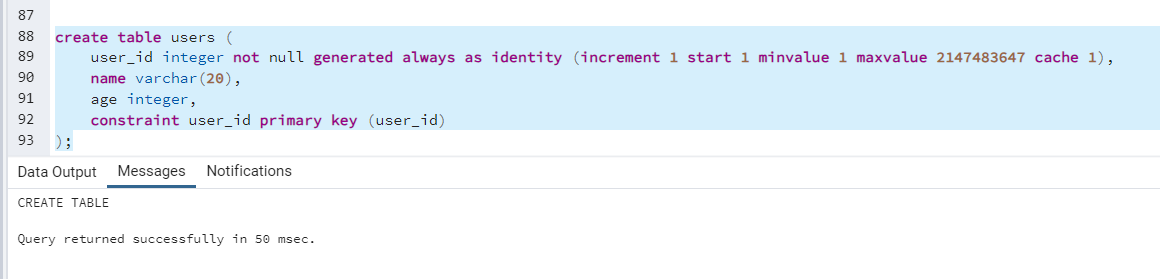 87
88 create table users (
89 user_id integer not null generated always as identity (increment 1 start 1 minvalue 1 maxvalue 2147483647 cache 1),
90 name varchar(20),
91 age integer,
92 constraint user_id primary key (user_id)
93 );
Data Output Messages Notifications
CREATE TABLE
Query returned successfully in 50 msec.